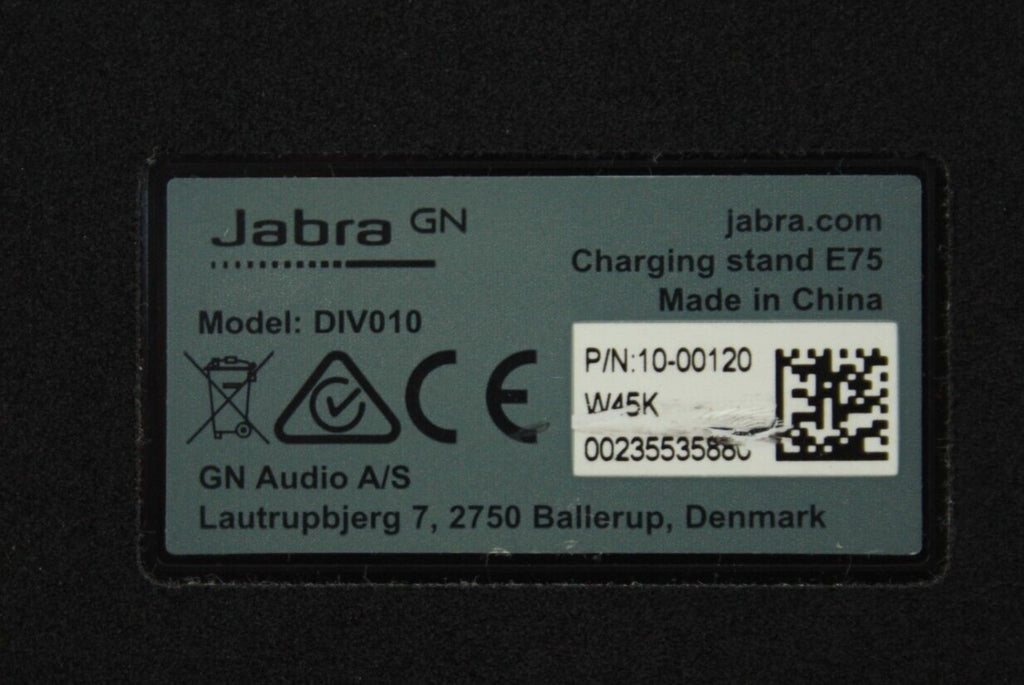 Jabra GN
jabra.com
Charging stand E75
Made in China
Model: DIV010
P/N:10-00120
W45K
CE
GN Audio A/S
Lautrupbjerg 7, 2750 Ballerup, Denmark